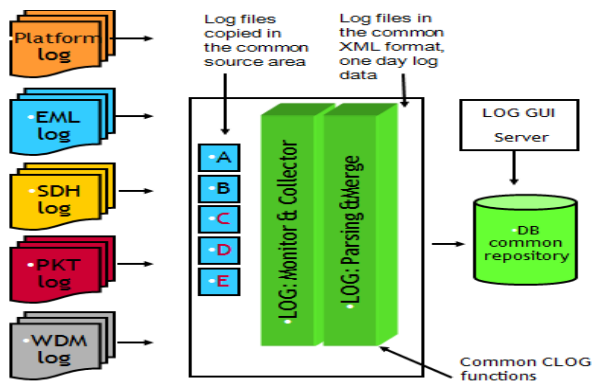 Platform
log
EML
log
SDH
log
PKT
log
WDM
log
Log files
copied in
the common
source area
Log files in
the common
XML format,
one day log
data
A
B
C
D
E
LOG: Monitor & Collector
LOG: Parsing &Merge
LOG GUI
Server
DB
common
repository
Common CLOG
functions